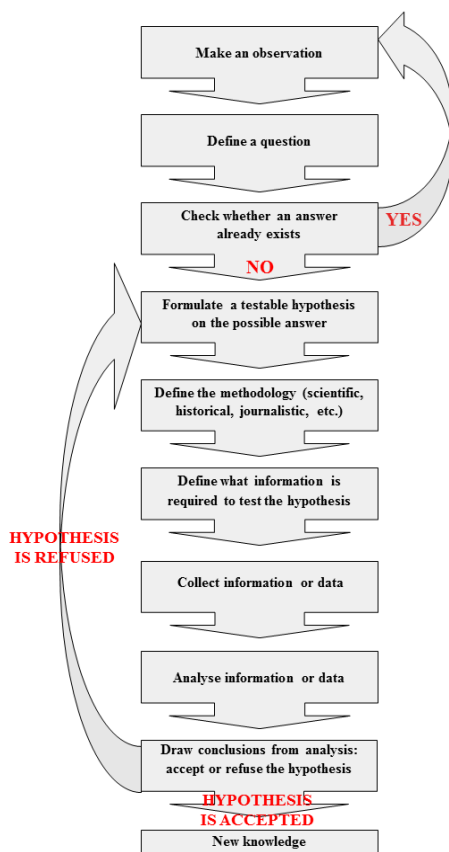 Make an observation
Define a question
Check whether an answer
already exists
YES
NO
Formulate a testable hypothesis
on the possible answer
Define the methodology (scientific,
historical, journalistic, etc.)
Define what information is
required to test the hypothesis
HYPOTHESIS
IS REFUSED
Collect information or data
Analyse information or data
Draw conclusions from analysis:
accept or refuse the hypothesis
HYPOTHESIS
IS ACCEPTED
New knowledge